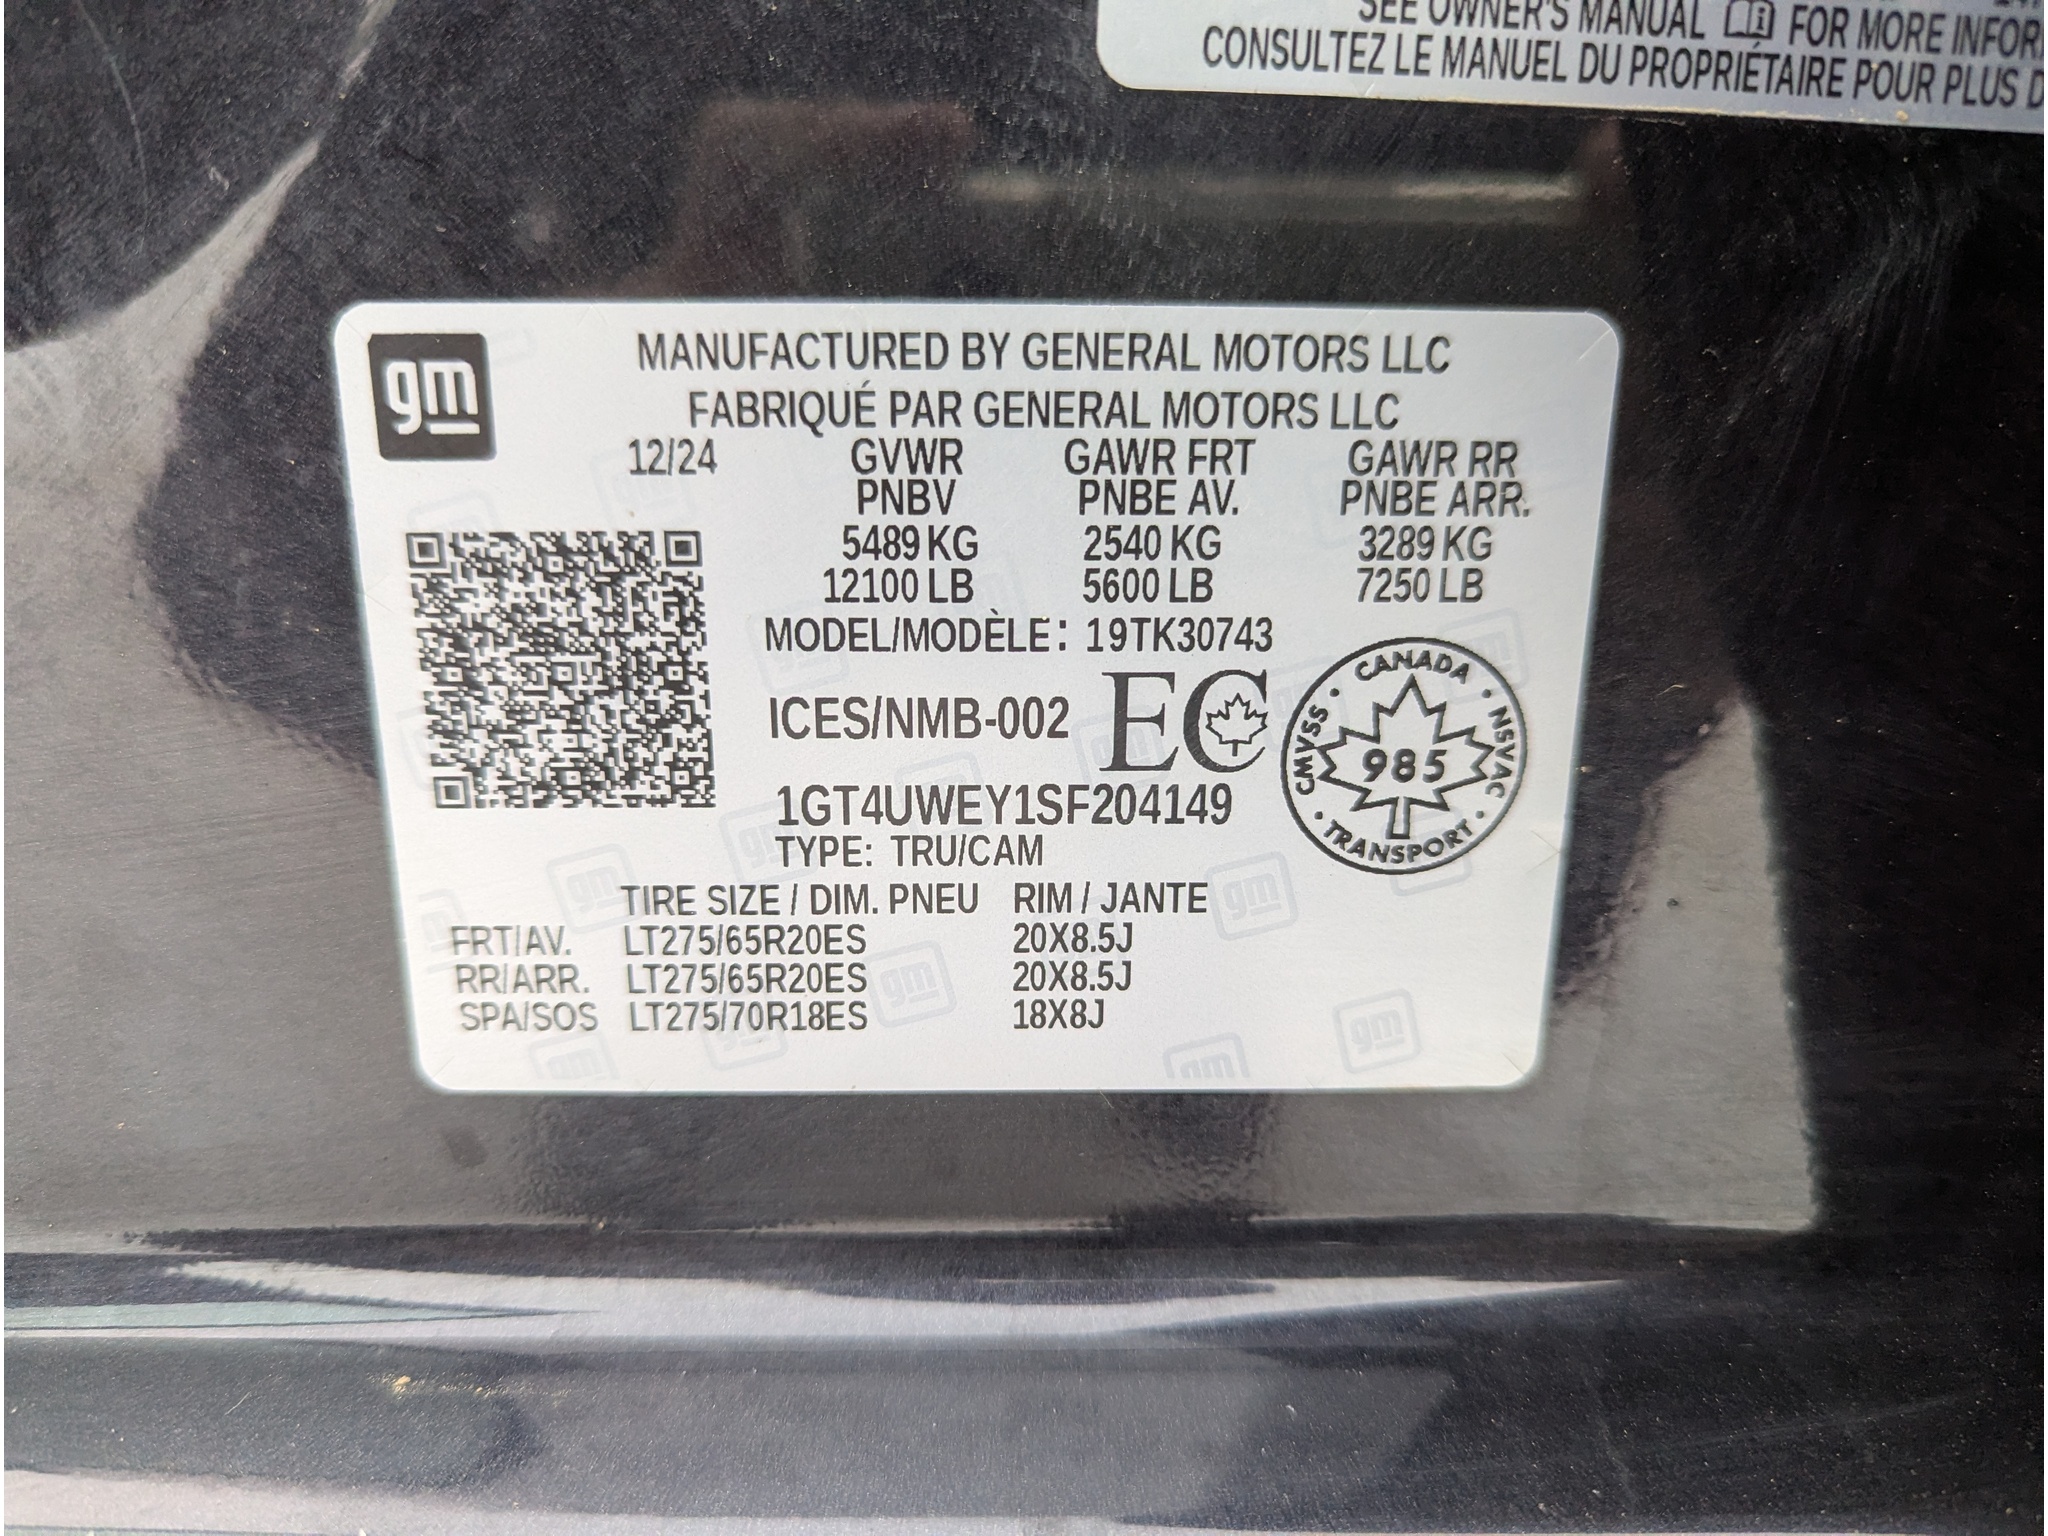 SEE OWNER'S MANUAL FOR MORE
CONSULTEZ LE MANUEL DU PROPRIÉTAIRE POUR PLUS
gm
MANUFACTURED BY GENERAL MOTORS LLC
FABRIQUÉ PAR GENERAL MOTORS LLC
12/24 GVWR GAWR FRT GAWR RR
PNBV PNBE AV. PNBE ARR.
5489 KG 2540 KG 3289 KG
12100 LB 5600 LB 7250 LB
MODEL/MODÈLE: 19TK30743
ICES/NMB-002 EC
CANADA
CMVSS 985 NSVAC
TRANSPORT
1GT4UWEY1SF204149
TYPE: TRU/CAM
TIRE SIZE / DIM. PNEU RIM / JANTE
FRT/AV. LT275/65R20ES 20X8.5J
RR/ARR. LT275/65R20ES 20X8.5J
SPA/SOS LT275/70R18ES 18X8J